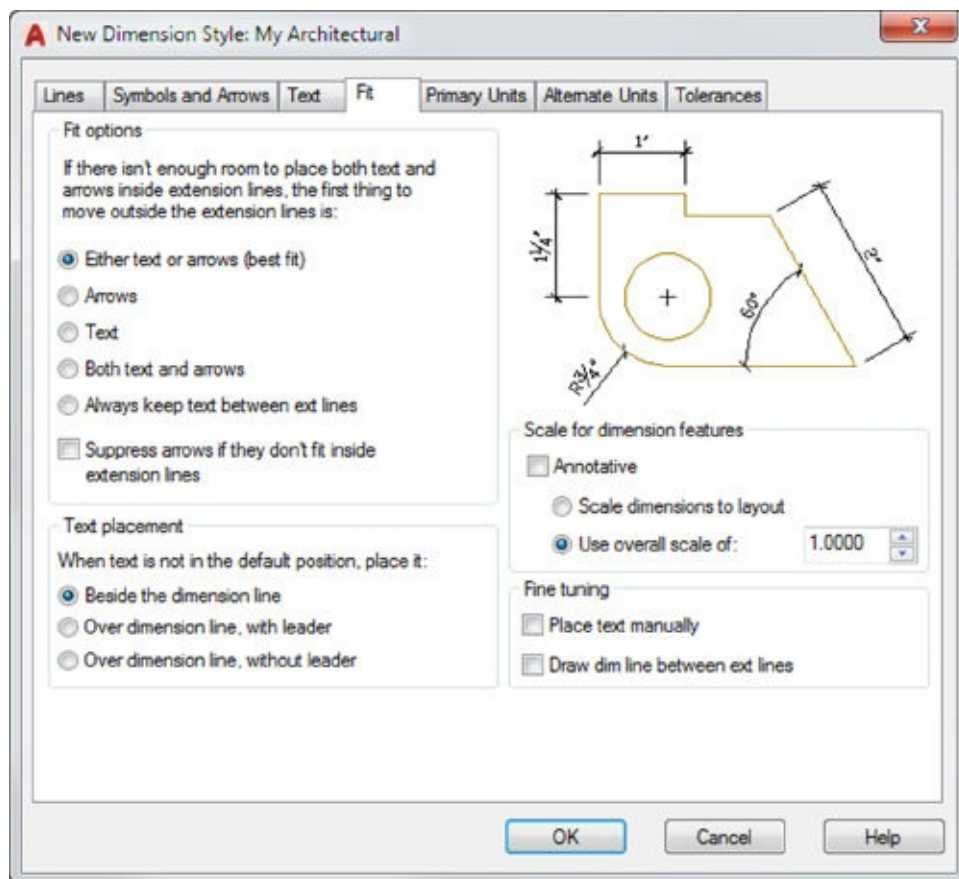 New Dimension Style: My Architectural
Lines
Symbols and Arrows
Text
Fit
Primary Units
Alternate Units
Tolerances
Fit options
If there isn't enough room to place both text and
arrows inside extension lines, the first thing to
move outside the extension lines is:
Either text or arrows (best fit)
Arrows
Text
Both text and arrows
Always keep text between ext lines
Suppress arrows if they don't fit inside
extension lines
Text placement
When text is not in the default position, place it:
Beside the dimension line
Over dimension line, with leader
Over dimension line, without leader
1"
1¼"
2"
60°
R¾"
Scale for dimension features
Annotative
Scale dimensions to layout
Use overall scale of:
1.0000
Fine tuning
Place text manually
Draw dim line between ext lines
OK
Cancel
Help